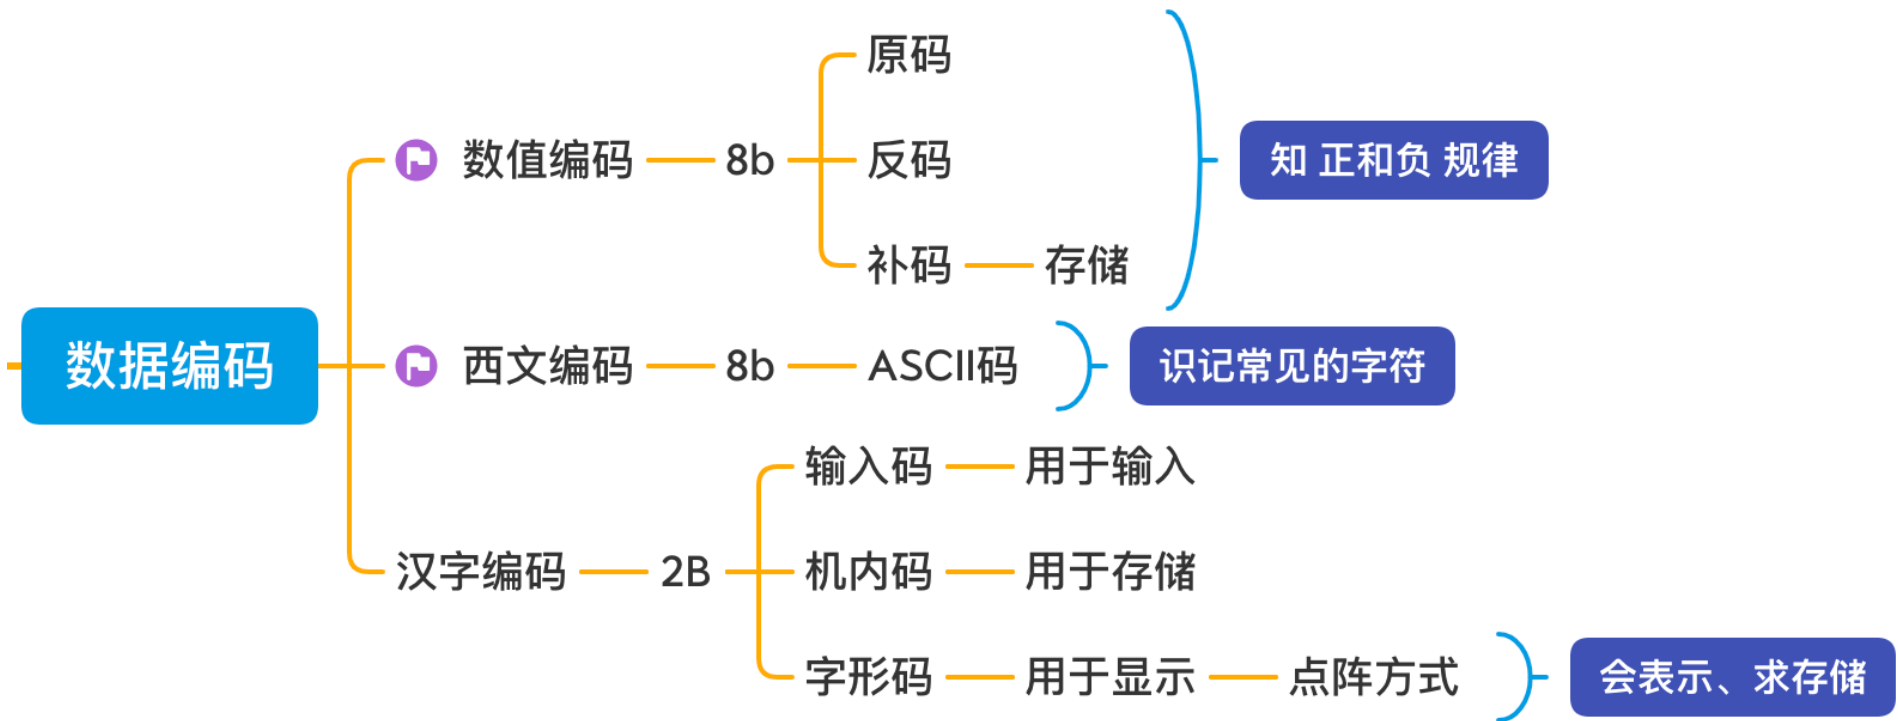 数据编码
数值编码
8b
原码
反码
补码
存储
知 正和负 规律
西文编码
8b
ASCII码
识记常见的字符
汉字编码
2B
输入码
用于输入
机内码
用于存储
字形码
用于显示
点阵方式
会表示、求存储